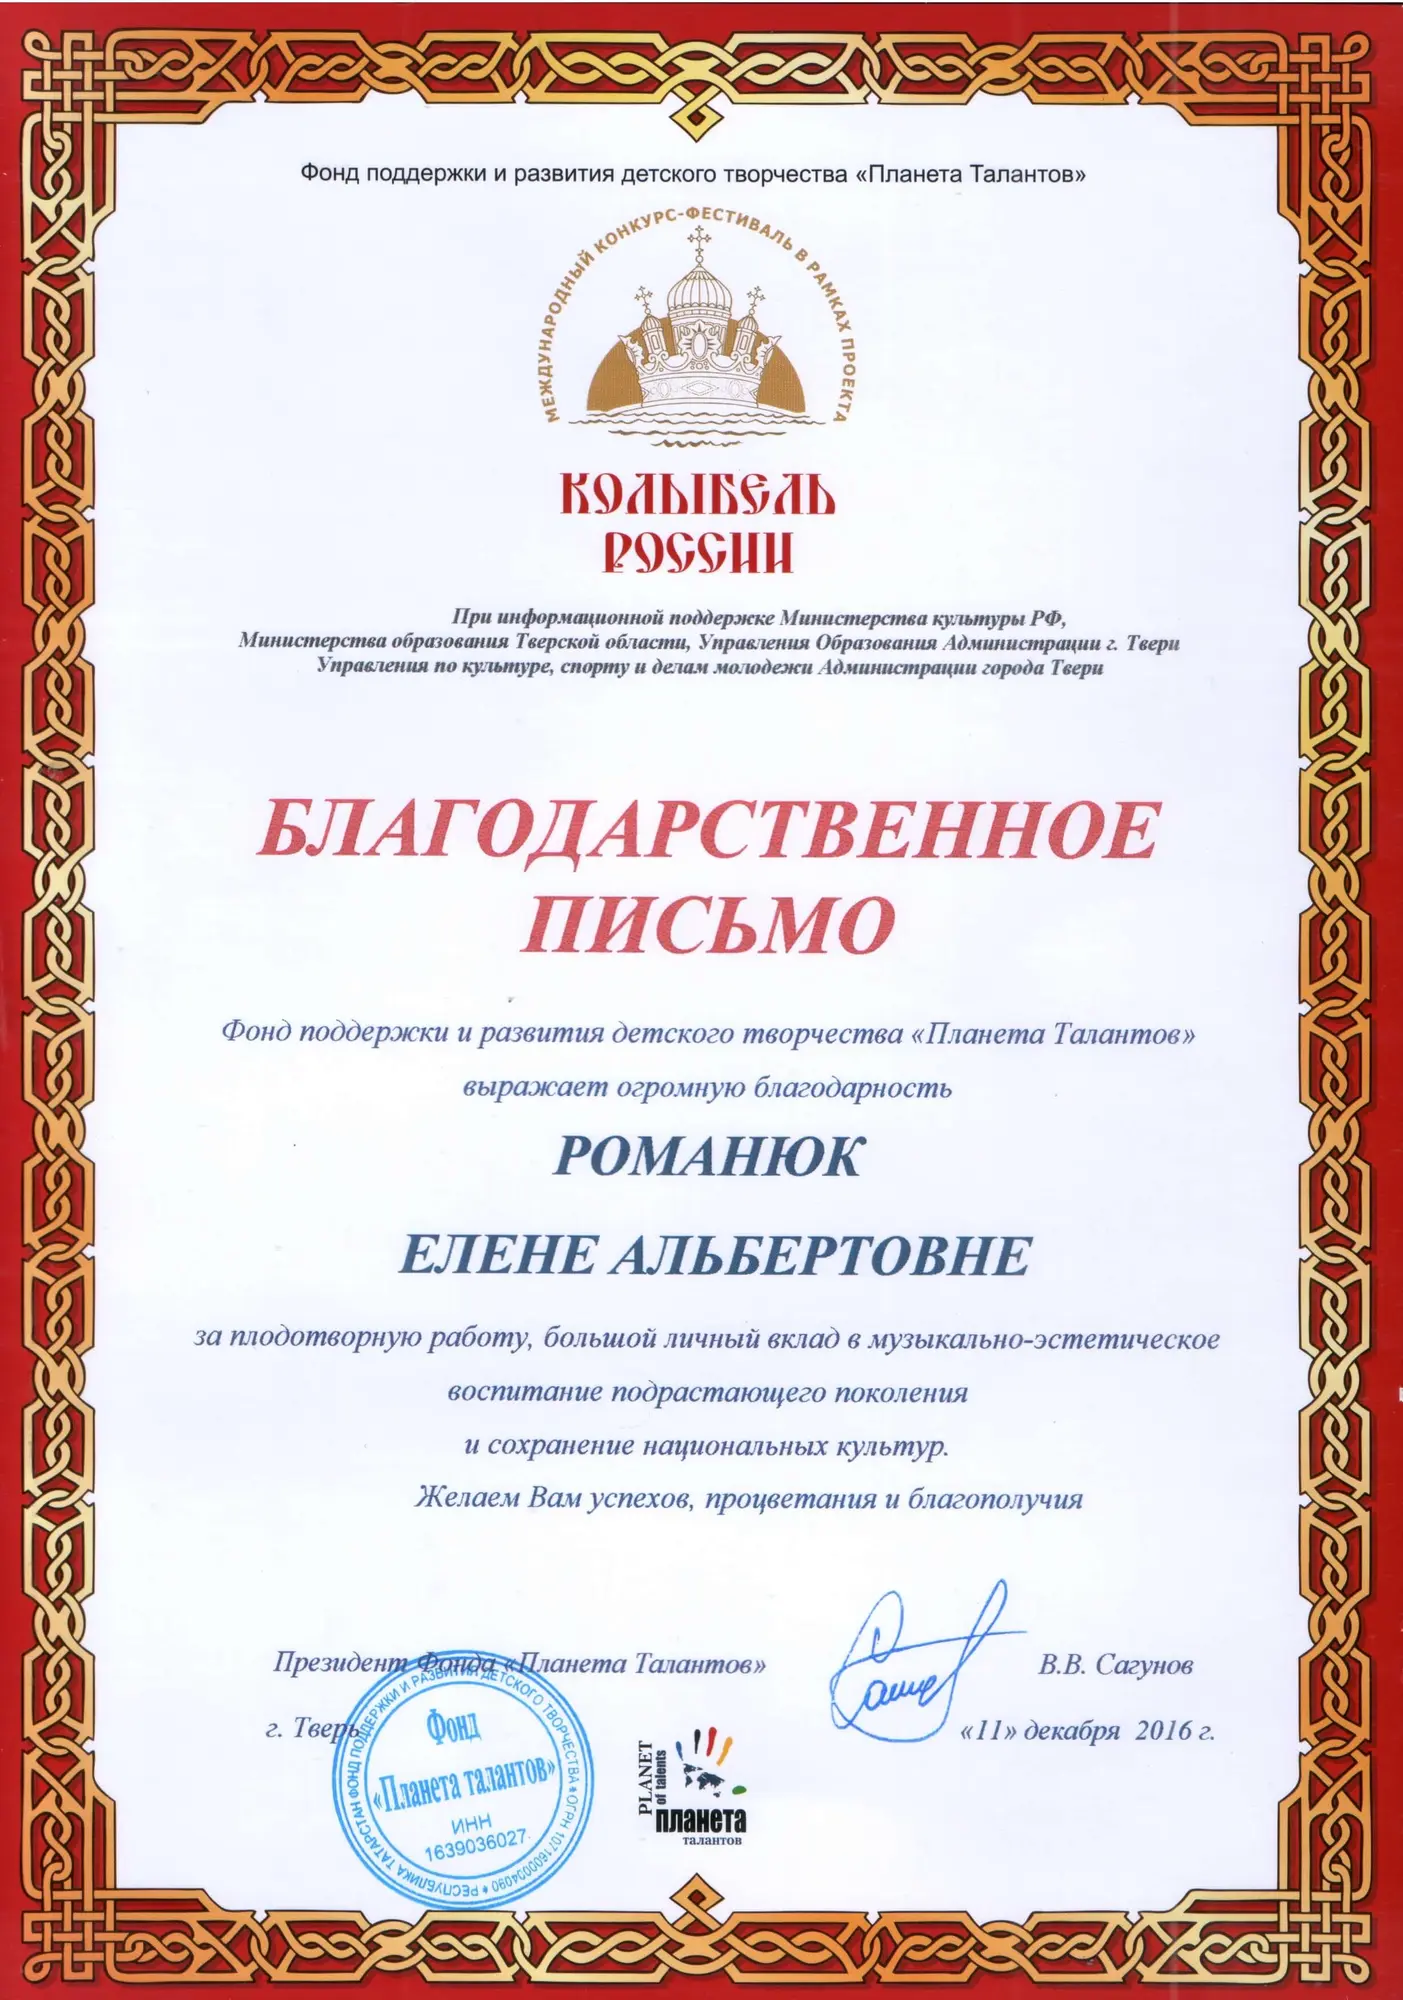 Фонд поддержки и развития детского творчества «Планета Талантов»
МЕЖДУНАРОДНЫЙ КОНКУРС-ФЕСТИВАЛЬ В РАМКАХ ПРОЕКТА
КОЛЫБЕЛЬ
РОССИИ
При информационной поддержке Министерства культуры РФ,
Министерства образования Тверской области, Управления Образования Администрации г. Твери
Управления по культуре, спорту и делам молодежи Администрации города Твери
БЛАГОДАРСТВЕННОЕ
ПИСЬМО
Фонд поддержки и развития детского творчества «Планета Талантов»
выражает огромную благодарность
РОМАНЮК
ЕЛЕНЕ АЛЬБЕРТОВНЕ
за плодотворную работу, большой личный вклад в музыкально-эстетическое
воспитание подрастающего поколения
и сохранение национальных культур.
Желаем Вам успехов, процветания и благополучия
Президент Фонда «Планета Талантов» В.В. Сагунов
г. Тверь «11» декабря 2016 г.
РЕСПУБЛИКА ТАТАРСТАН ФОНД ПОДДЕРЖКИ И РАЗВИТИЯ ДЕТСКОГО ТВОРЧЕСТВА ОГРН
Фонд
«Планета талантов»
ИНН
1639036027
PLANET
of talents
планета
талантов